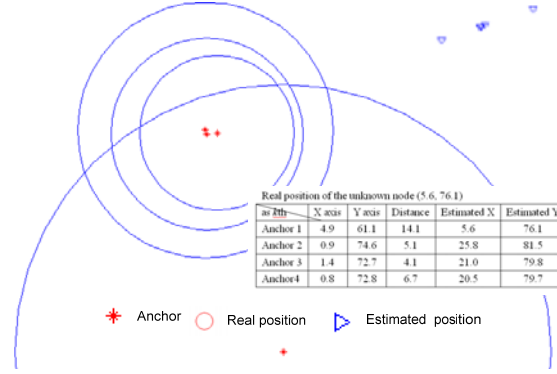 Real position of the unknown node (5.6, 76.1)
as kth X axis Y axis Distance Estimated X Estimated Y
Anchor 1 4.9 61.1 14.1 5.6 76.1
Anchor 2 0.9 74.6 5.1 25.8 81.5
Anchor 3 1.4 72.7 4.1 21.0 79.8
Anchor4 0.8 72.8 6.7 20.5 79.7
Anchor Real position Estimated position